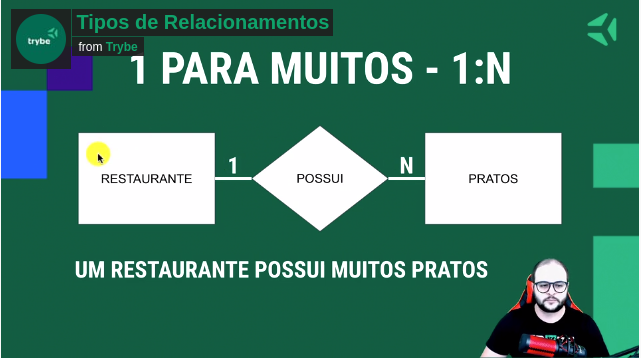 Tipos de Relacionamentos
trybe
from Trybe
1 PARA MUITOS - 1:N
RESTAURANTE
1
POSSUI
N
PRATOS
UM RESTAURANTE POSSUI MUITOS PRATOS